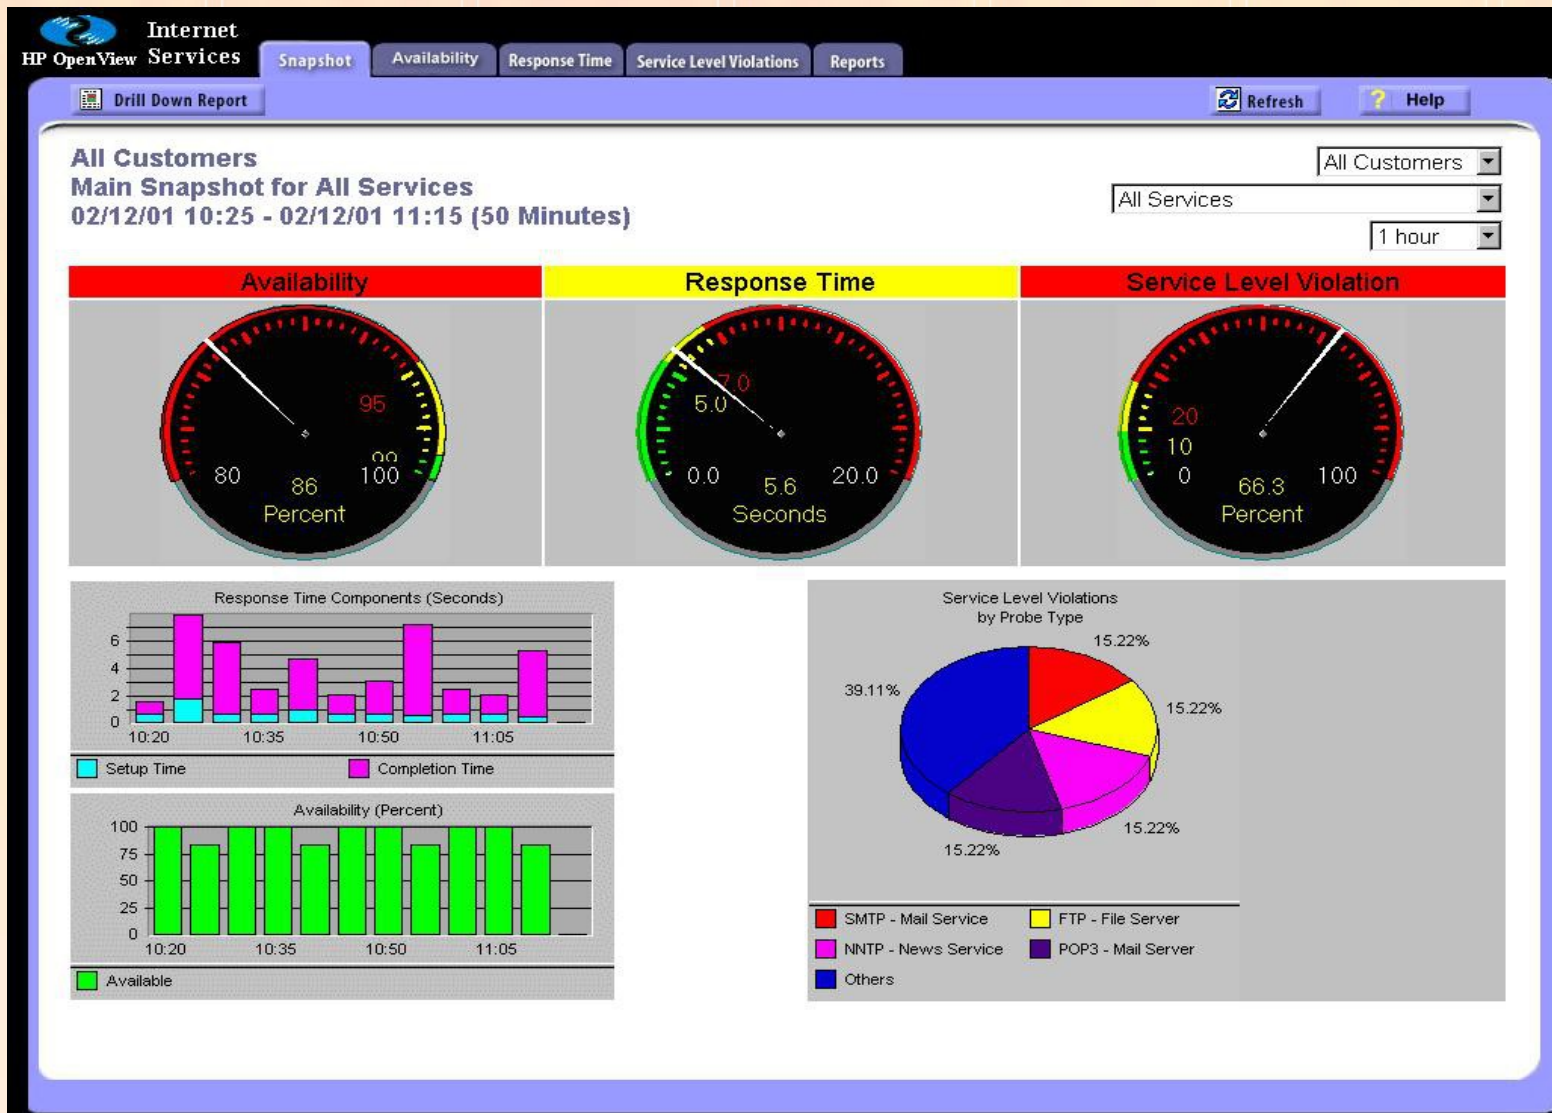 Internet
HP OpenView Services
Snapshot
Availability
Response Time
Service Level Violations
Reports
Drill Down Report
Refresh
? Help
All Customers
Main Snapshot for All Services
02/12/01 10:25 - 02/12/01 11:15 (50 Minutes)
All Customers
All Services
1 hour
Availability
Response Time
Service Level Violation
95
80
100
86
Percent
7.0
5.0
0.0
20.0
5.6
Seconds
20
10
0
100
66.3
Percent
Response Time Components (Seconds)
6
4
2
0
10:20 10:35 10:50 11:05
Setup Time
Completion Time
Availability (Percent)
100
75
50
25
0
10:20 10:35 10:50 11:05
Available
Service Level Violations
by Probe Type
15.22%
39.11%
15.22%
15.22%
15.22%
SMTP - Mail Service
FTP - File Server
NNTP - News Service
POP3 - Mail Server
Others